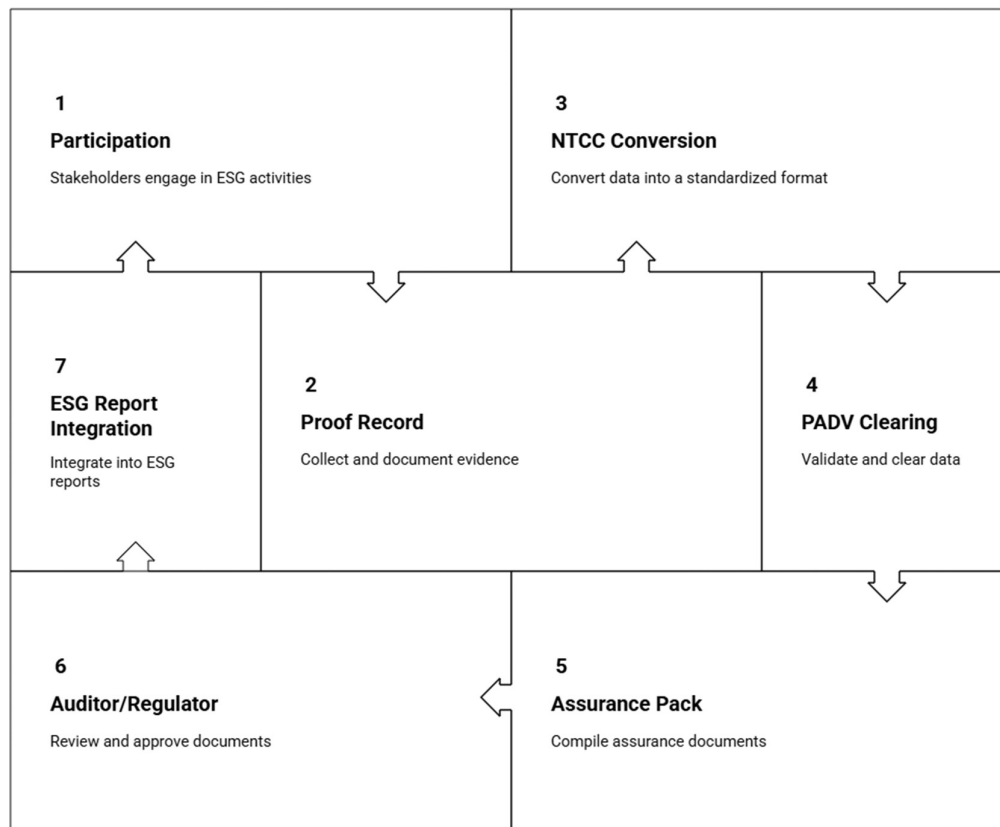 1
Participation
Stakeholders engage in ESG activities
2
Proof Record
Collect and document evidence
3
NTCC Conversion
Convert data into a standardized format
4
PADV Clearing
Validate and clear data
5
Assurance Pack
Compile assurance documents
6
Auditor/Regulator
Review and approve documents
7
ESG Report
Integration
Integrate into ESG
reports